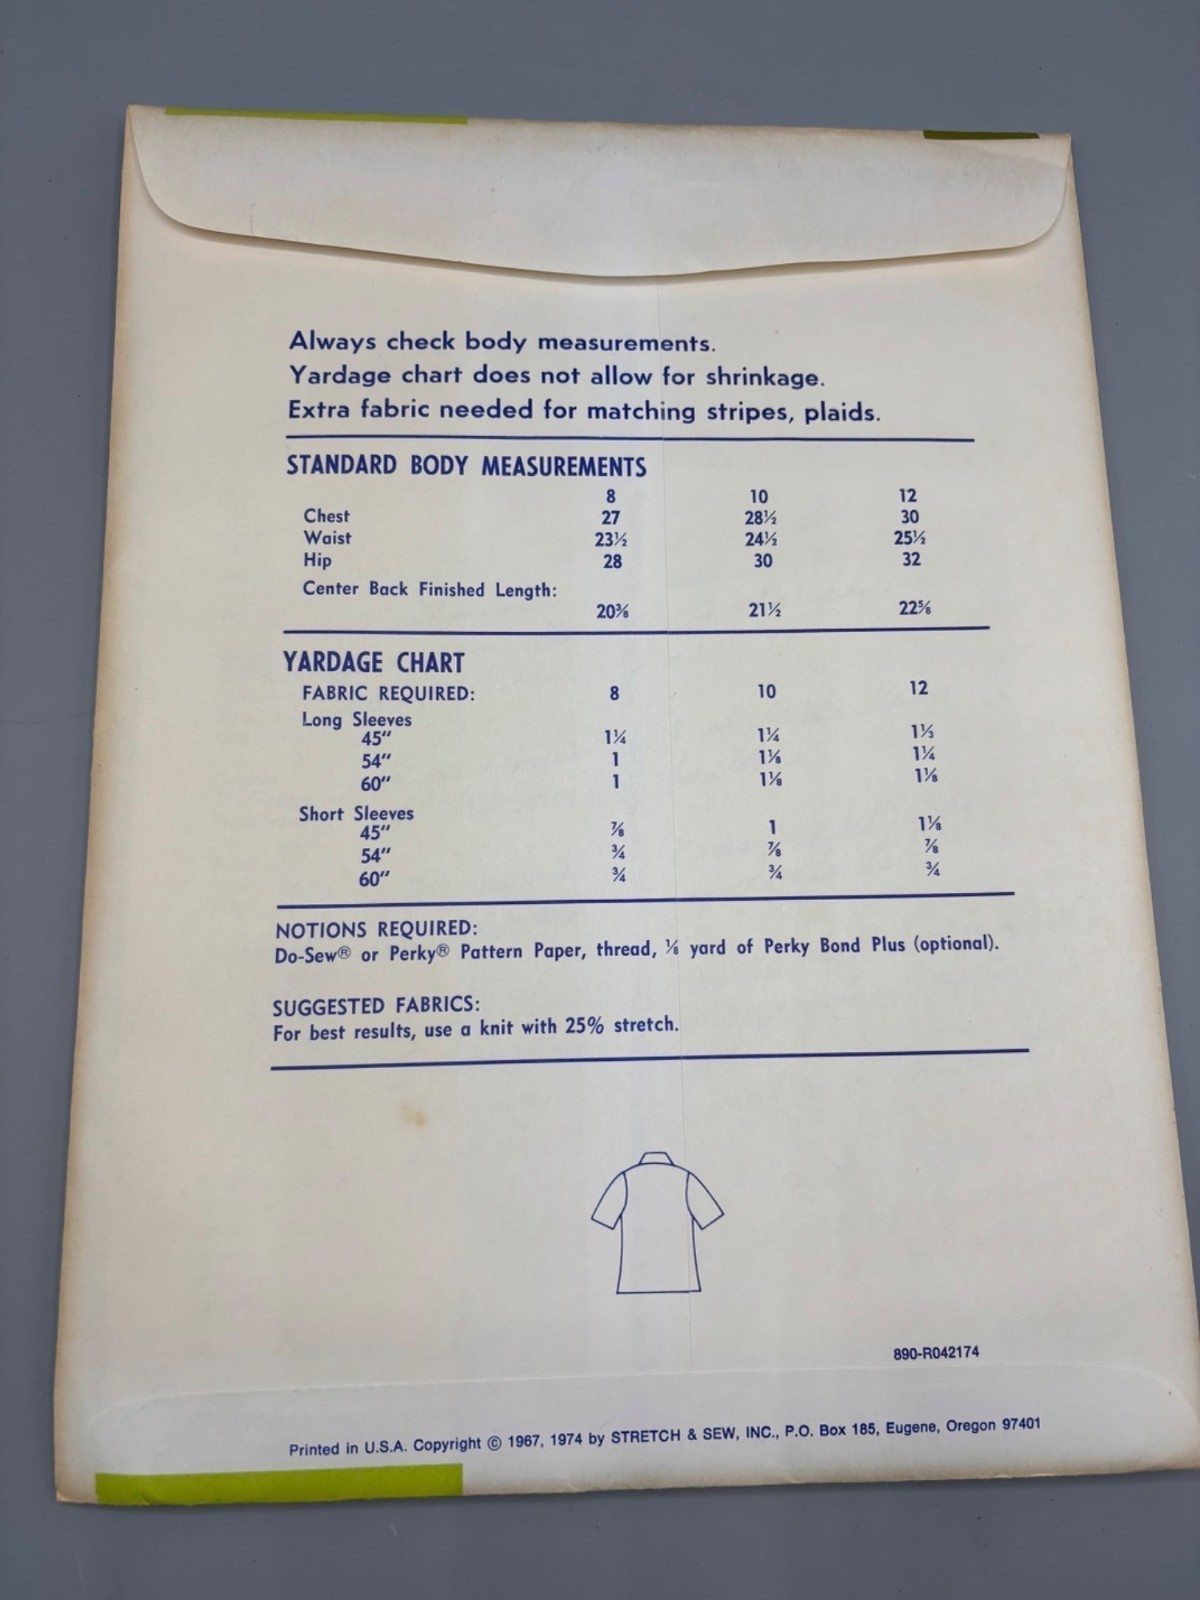 Always check body measurements.
Yardage chart does not allow for shrinkage.
Extra fabric needed for matching stripes, plaids.
STANDARD BODY MEASUREMENTS
8 10 12
Chest 27 28½ 30
Waist 23½ 24½ 25½
Hip 28 30 32
Center Back Finished Length:
20⅜ 21½ 22⅝
YARDAGE CHART
FABRIC REQUIRED: 8 10 12
Long Sleeves
45" 1¼ 1¼ 1⅓
54" 1 1⅛ 1¼
60" 1 1⅛ 1⅛
Short Sleeves
45" ⅞ 1 1⅛
54" ¾ ⅞ ⅞
60" ¾ ¾ ¾
NOTIONS REQUIRED:
Do-Sew® or Perky® Pattern Paper, thread, ⅛ yard of Perky Bond Plus (optional).
SUGGESTED FABRICS:
For best results, use a knit with 25% stretch.
890-R042174
Printed in U.S.A. Copyright © 1967, 1974 by STRETCH & SEW, INC., P.O. Box 185, Eugene, Oregon 97401